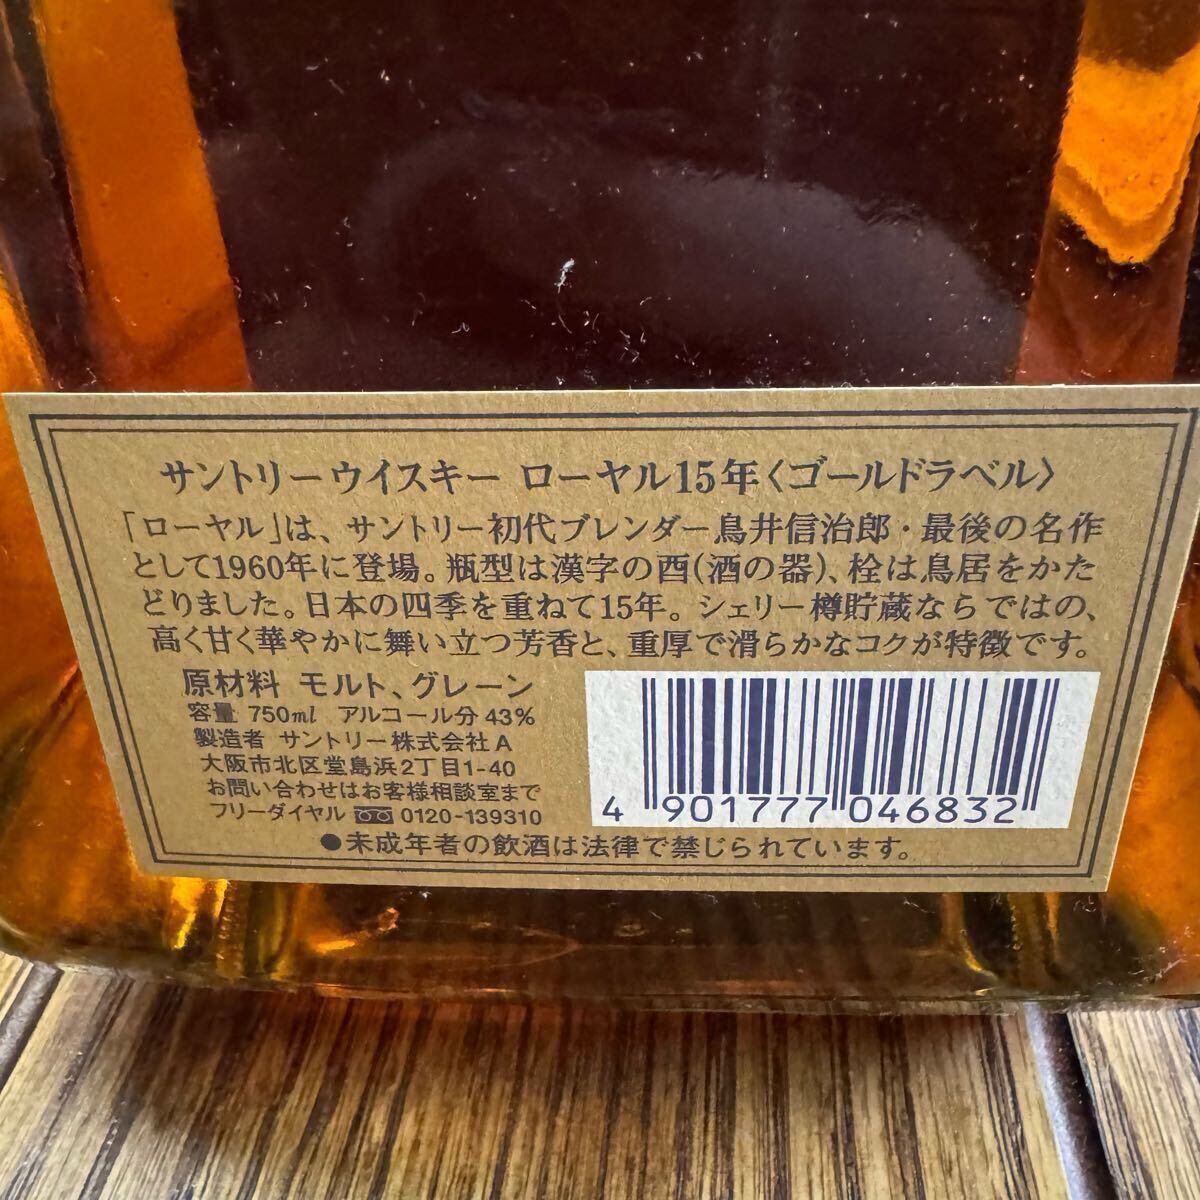 サントリーウイスキー ローヤル15年〈ゴールドラベル〉
「ローヤル」は、サントリー初代ブレンダー鳥井信治郎・最後の名作
として1960年に登場。瓶型は漢字の酉(酒の器)、栓は鳥居をかた
どりました。日本の四季を重ねて15年。シェリー樽貯蔵ならではの、
高く甘く華やかに舞い立つ芳香と、重厚で滑らかなコクが特徴です。
原材料 モルト、グレーン
容量 750ml アルコール分 43%
製造者 サントリー株式会社 A
大阪市北区堂島浜2丁目1-40
お問い合わせはお客様相談室まで
フリーダイヤル 0120-139310
4 901777 046832
●未成年者の飲酒は法律で禁じられています。